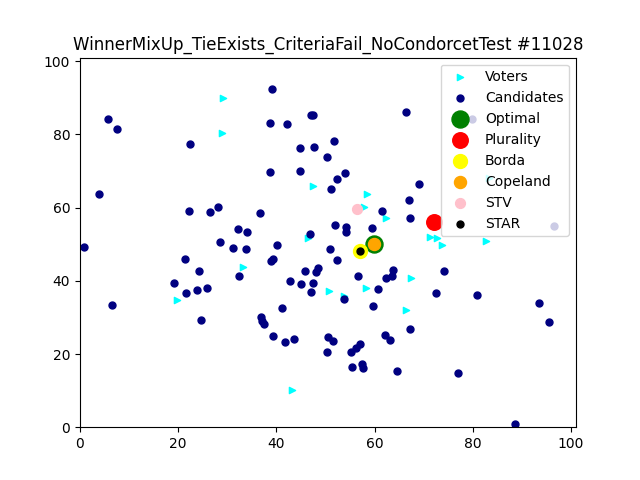 WinnerMixUp_TieExists_CriteriaFail_NoCondorcetTest #11028
100
80
60
40
20
0
0
20
40
60
80
100
Voters
Candidates
Optimal
Plurality
Borda
Copeland
STV
STAR